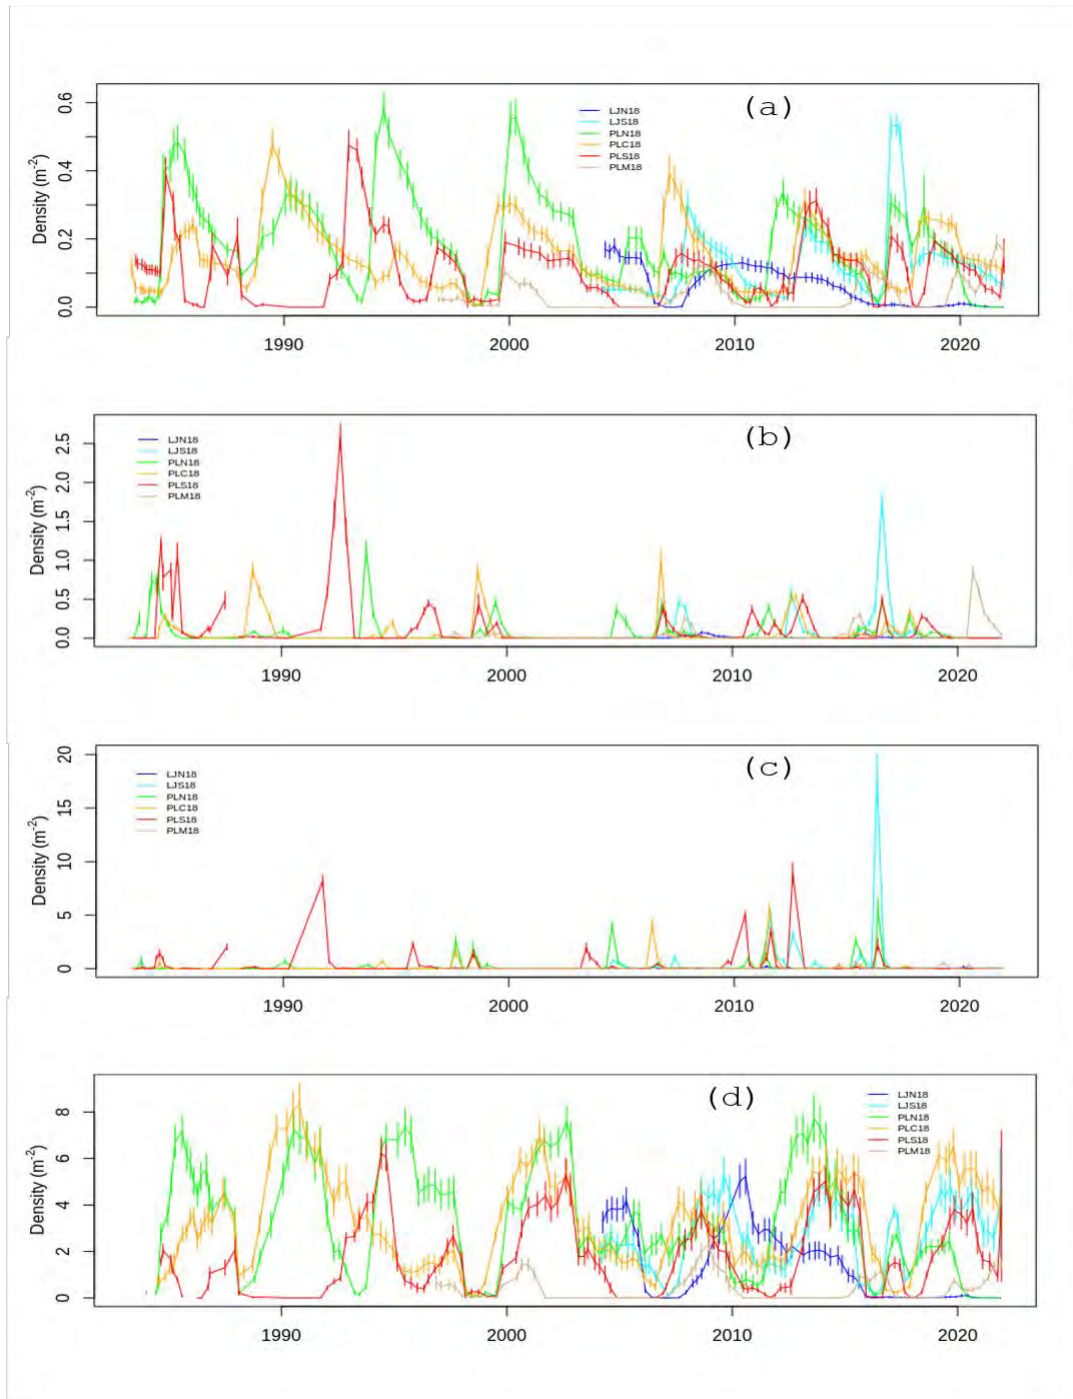 (a)
LJN18
LJS18
PLN18
PLC18
PLS18
PLM18
Density (m-2)
0.0 0.2 0.4 0.6
1990 2000 2010 2020
(b)
LJN18
LJS18
PLN18
PLC18
PLS18
PLM18
Density (m-2)
0.0 0.5 1.0 1.5 2.0 2.5
1990 2000 2010 2020
(c)
LJN18
LJS18
PLN18
PLC18
PLS18
PLM18
Density (m-2)
0 5 10 15 20
1990 2000 2010 2020
(d)
LJN18
LJS18
PLN18
PLC18
PLS18
PLM18
Density (m-2)
0 2 4 6 8
1990 2000 2010 2020